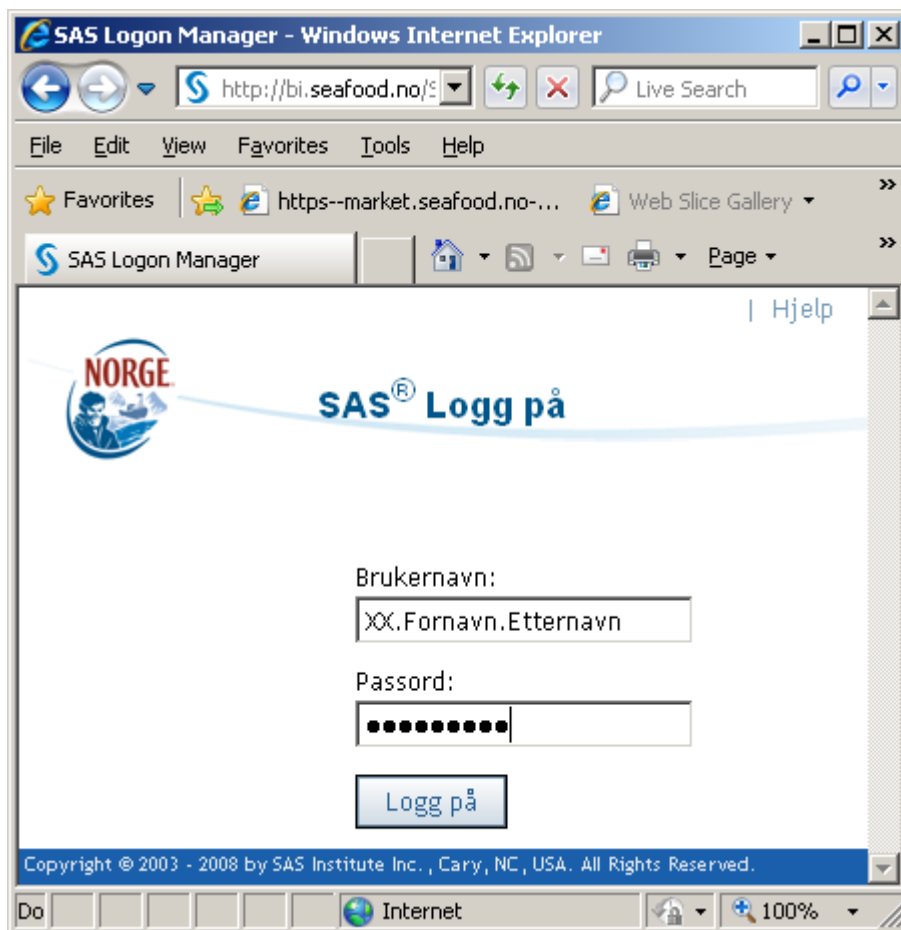 SAS Logon Manager - Windows Internet Explorer
http://bi.seafood.no/S Live Search
File Edit View Favorites Tools Help
Favorites https--market.seafood.no-... Web Slice Gallery
SAS Logon Manager Page
| Hjelp
NORGE
SAS® Logg på
Brukernavn:
XX.Fornavn.Etternavn
Passord:
●●●●●●●●●
Logg på
Copyright © 2003 - 2008 by SAS Institute Inc., Cary, NC, USA. All Rights Reserved.
Do Internet 100%